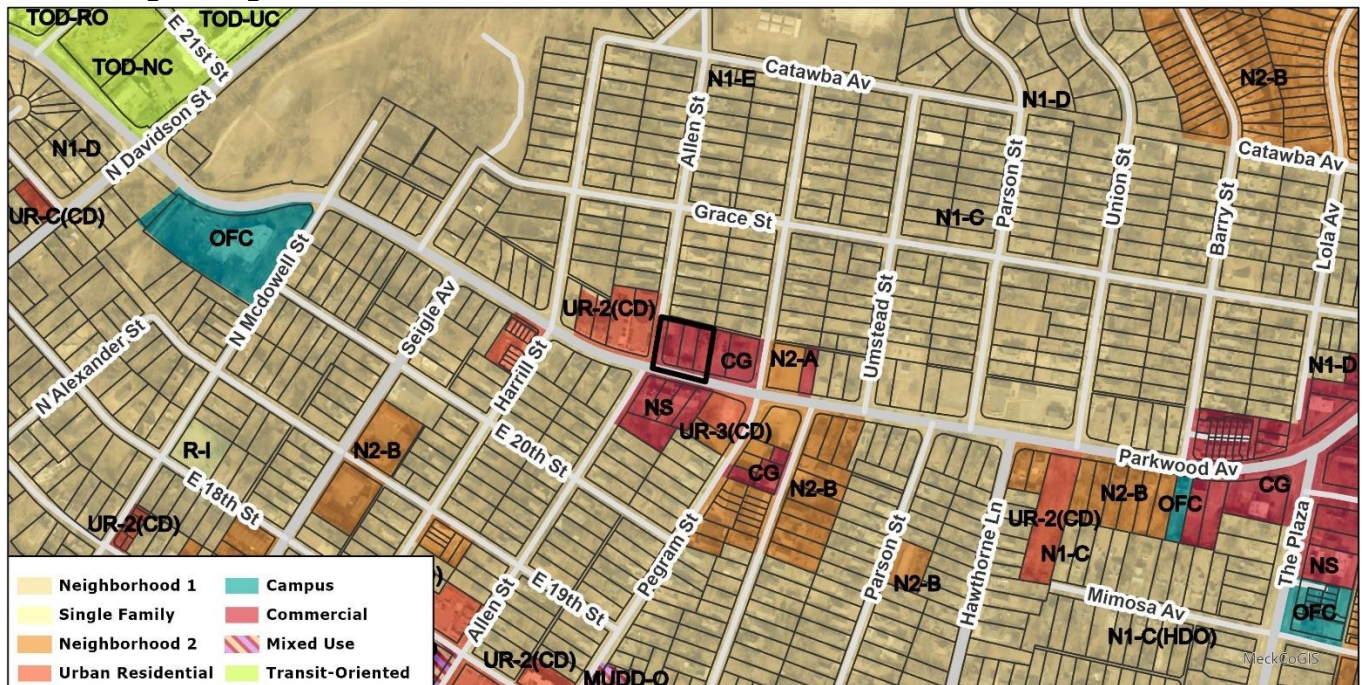 TOD-RO
TOD-UC
E 21st St
TOD-NC
N Davidson St
N1-D
UR-C(CD)
OFC
N Mcdowell St
Seigle Av
N Alexander St
R-I
E 18th St
UR-2(CD)
N2-B
Harrill St
E 20th St
UR-2(CD)
N1-E
Catawba Av
Allen St
Grace St
N1-D
Parson St
Union St
N1-C
N2-B
Catawba Av
Barry St
Lola Av
Umstead St
CG
N2-A
NS
UR-3(CD)
CG
N2-B
Pegram St
E 19th St
Allen St
UR-2(CD)
MUDD-O
Parson St
N2-B
Hawthorne Ln
Parkwood Av
N1-D
UR-2(CD)
N2-B
OFC
CG
N1-C
The Plaza
NS
OFC
Mimosa Av
N1-C(HDO)
MeckCoGIS
Neighborhood 1
Campus
Single Family
Commercial
Neighborhood 2
Mixed Use
Urban Residential
Transit-Oriented